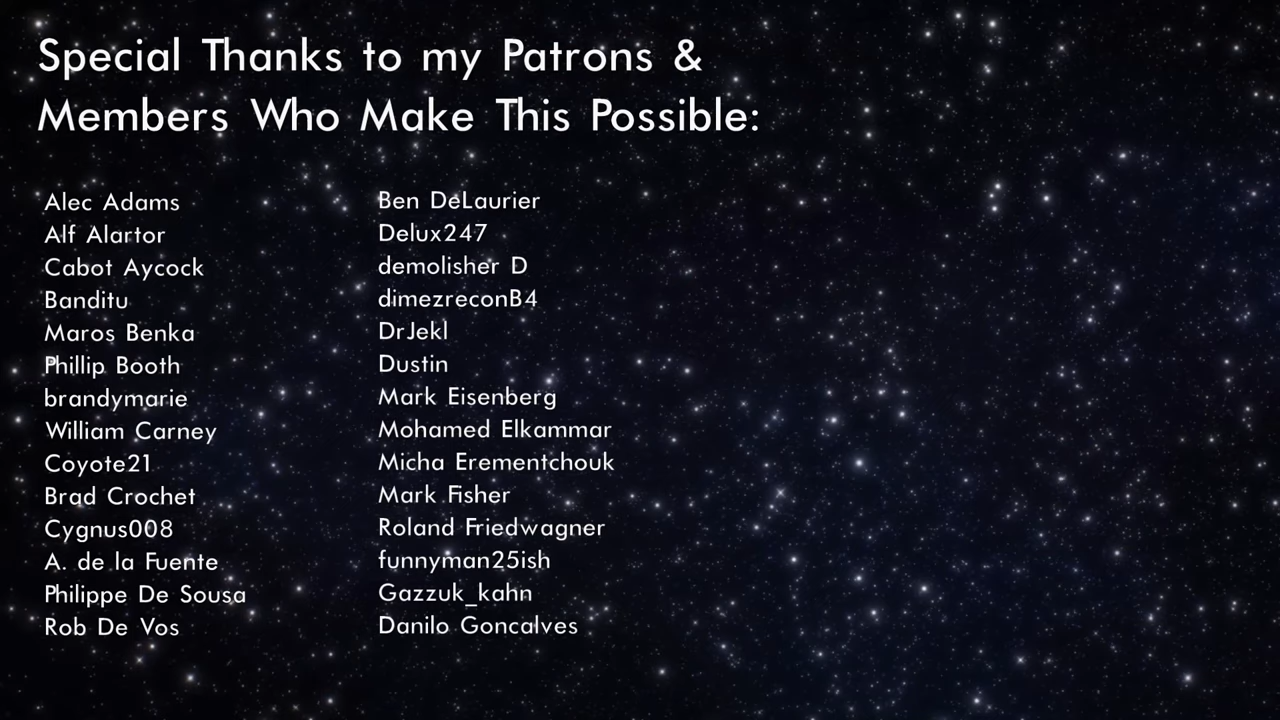 Special Thanks to my Patrons &
Members Who Make This Possible:
Alec Adams
Alf Alartor
Cabot Aycock
Banditu
Maros Benka
Phillip Booth
brandymarie
William Carney
Coyote21
Brad Crochet
Cygnus008
A. de la Fuente
Philippe De Sousa
Rob De Vos
Ben DeLaurier
Delux247
demolisher D
dimezreconB4
DrJekl
Dustin
Mark Eisenberg
Mohamed Elkammar
Micha Erementchouk
Mark Fisher
Roland Friedwagner
funnyman25ish
Gazzuk_kahn
Danilo Goncalves